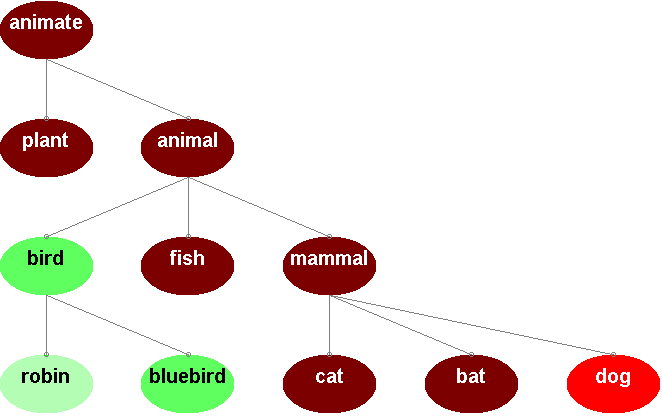 animate
plant
animal
bird
fish
mammal
robin
bluebird
cat
bat
dog